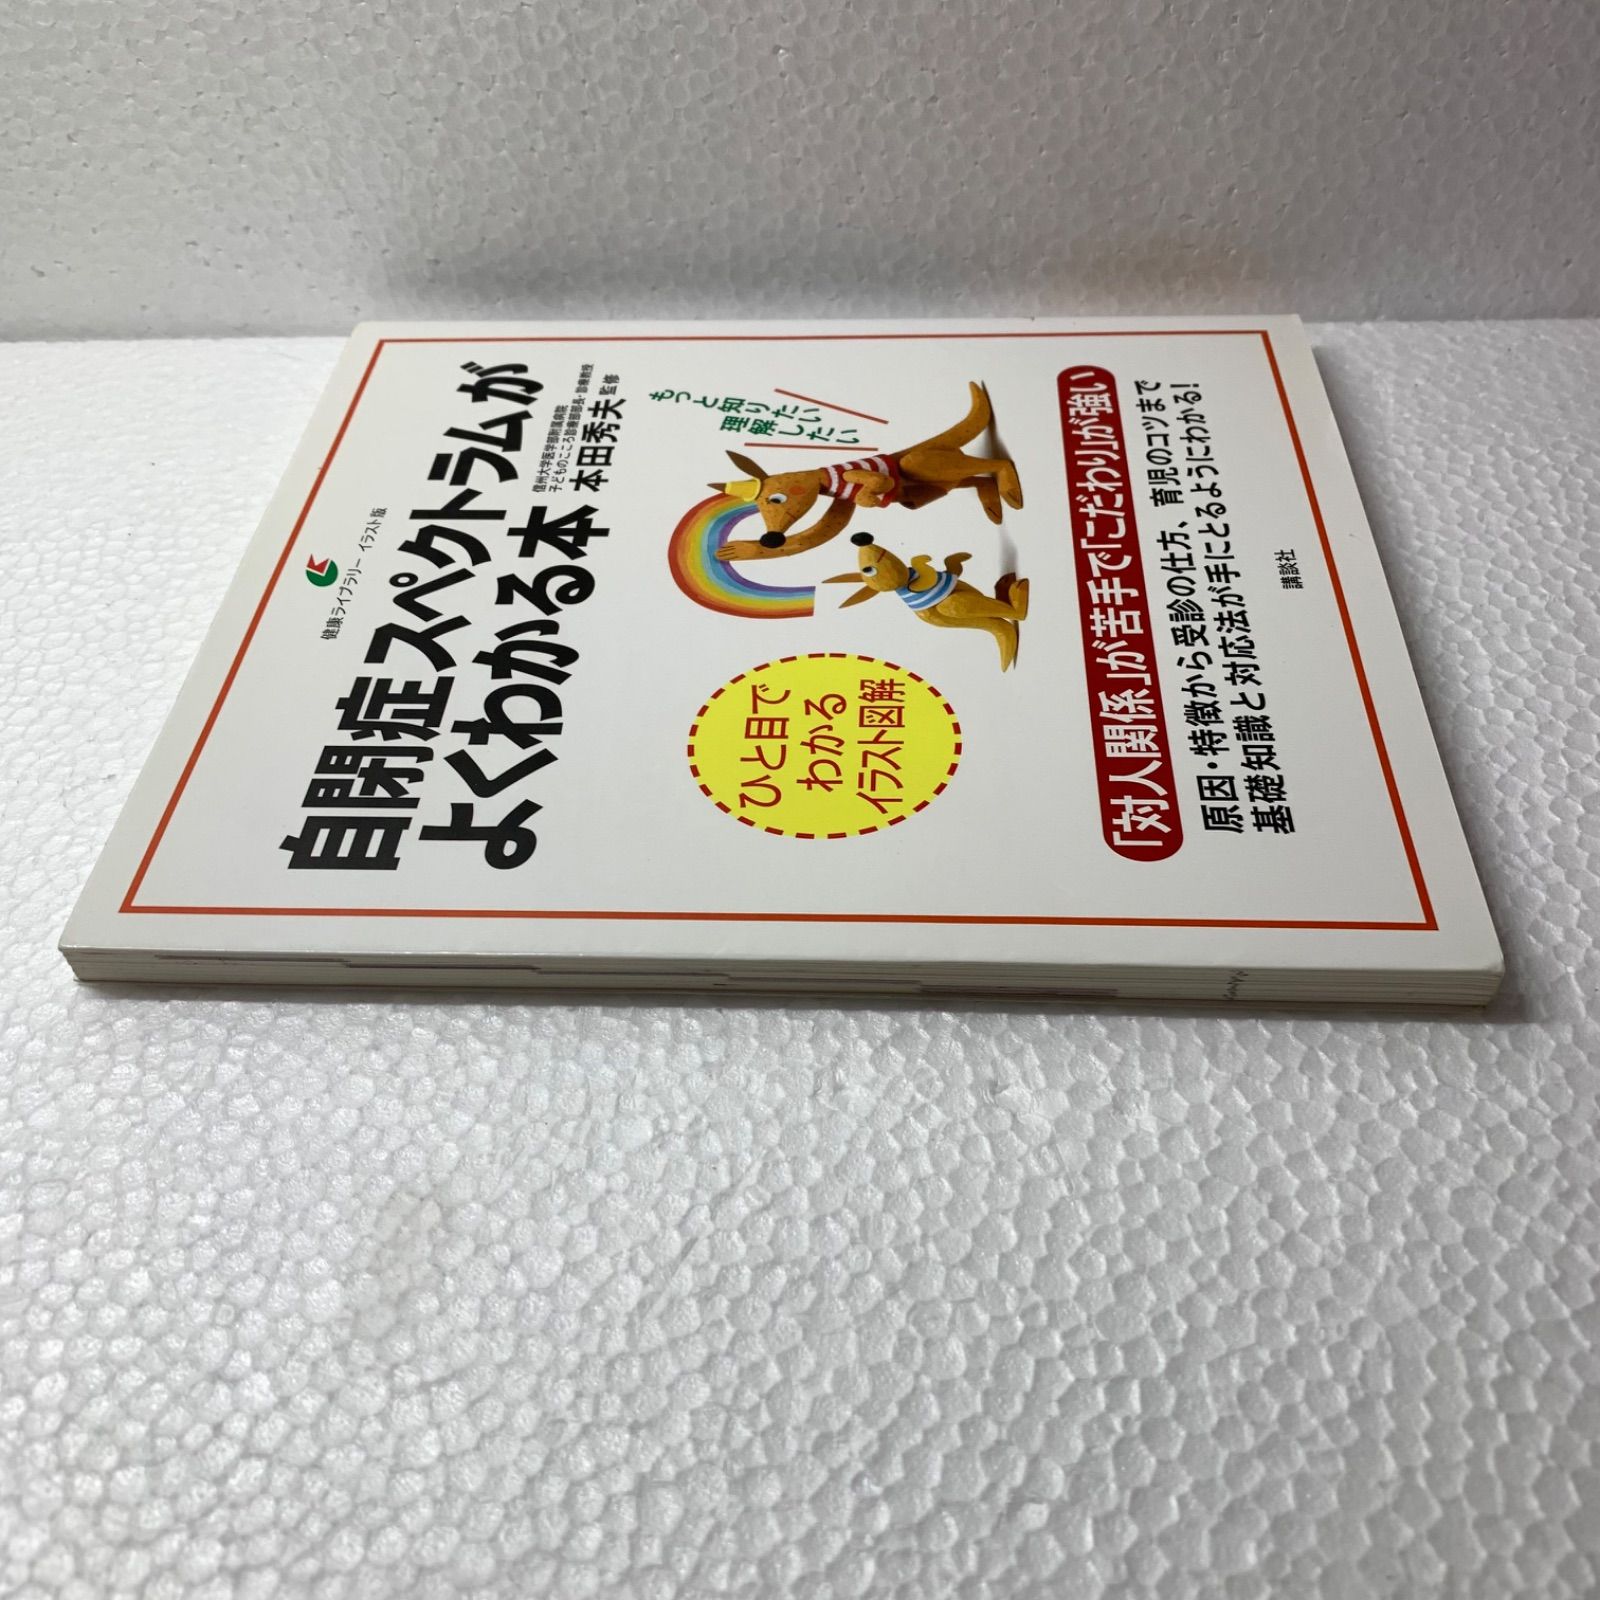 健康ライブラリー イラスト版
自閉症スペクトラムが
よくわかる本
信州大学医学部附属病院
子どものこころ診療部部長・診療教授
本田秀夫 監修
もっと知りたい
理解したい
ひと目で
わかる
イラスト図解
「対人関係」が苦手で「こだわり」が強い
原因・特徴から受診の仕方、育児のコツまで
基礎知識と対応法が手にとるようにわかる!
講談社